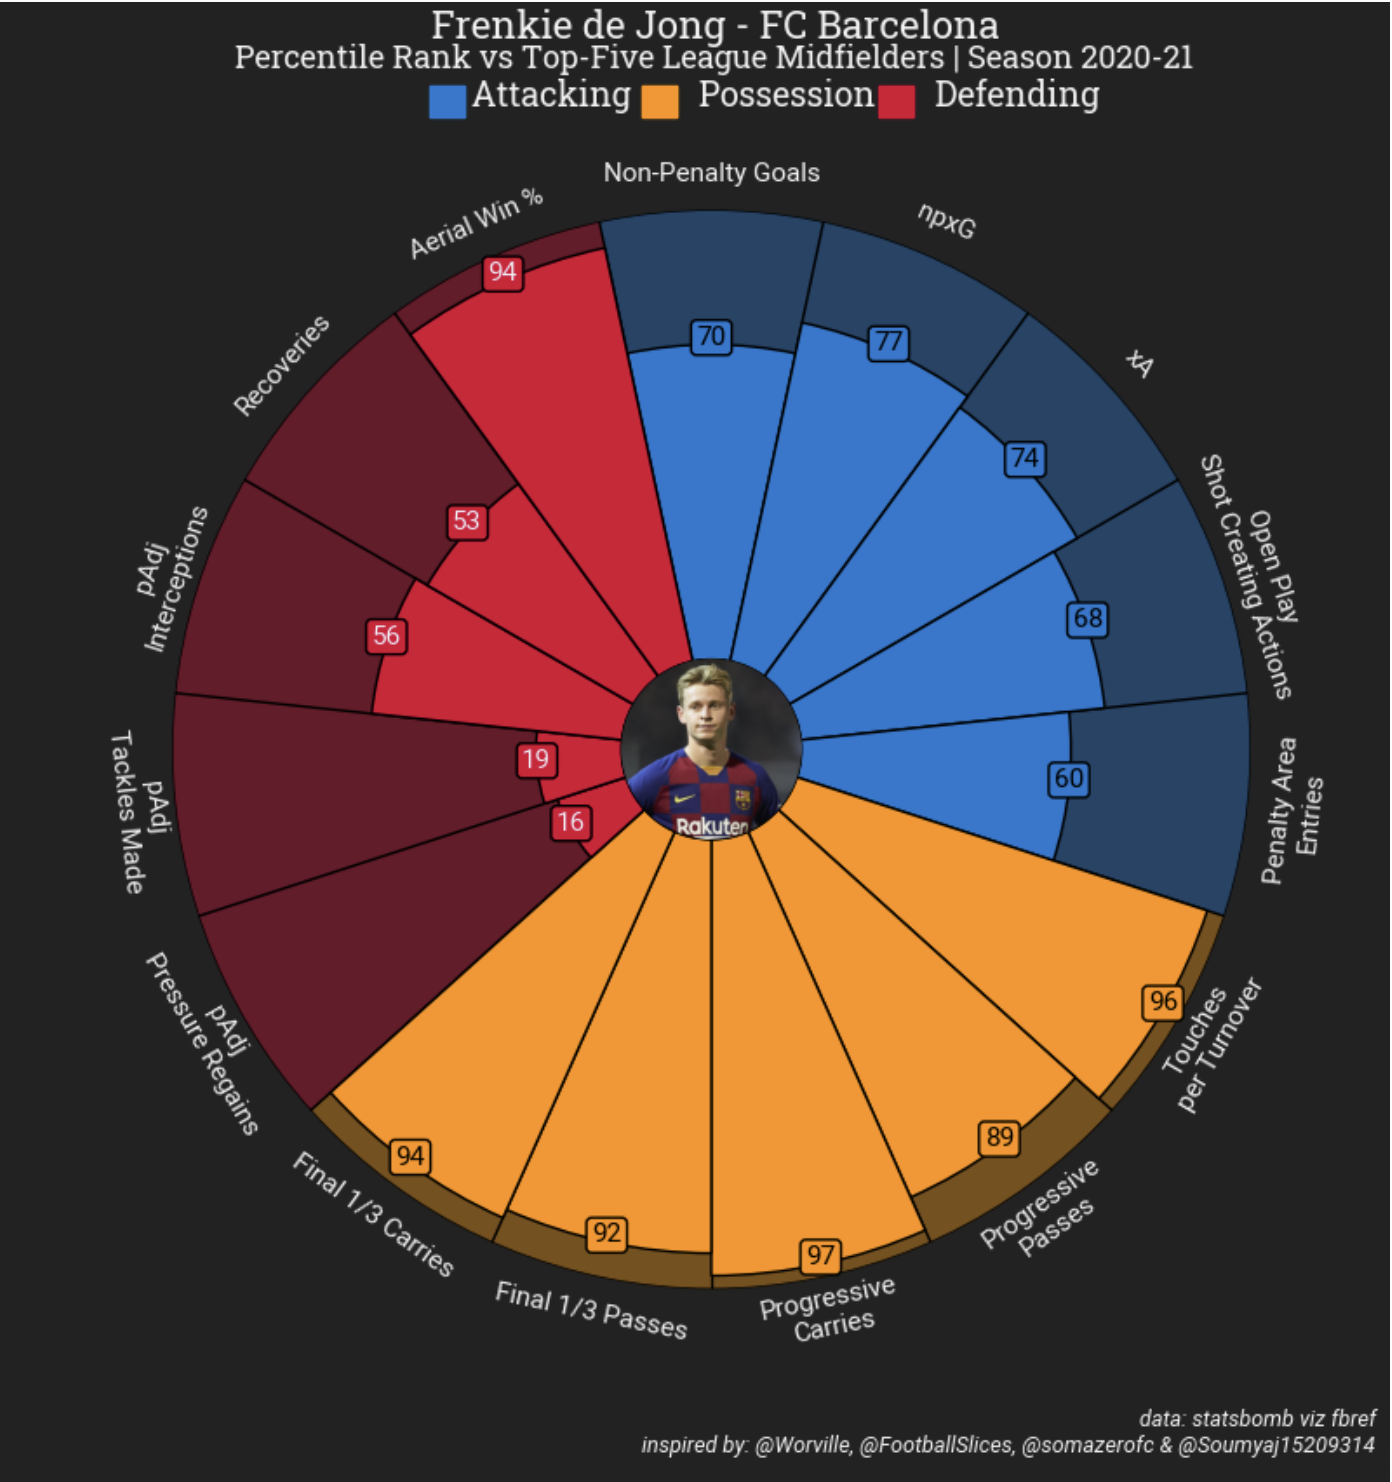 Frenkie de Jong - FC Barcelona
Percentile Rank vs Top-Five League Midfielders | Season 2020-21
Attacking Possession Defending
Non-Penalty Goals
npxG
xA
Open Play
Shot Creating Actions
Penalty Area
Entries
Touches
per Turnover
Progressive
Passes
Progressive
Carries
Final 1/3 Passes
Final 1/3 Carries
pAdj
Pressure Regains
pAdj
Tackles Made
pAdj
Interceptions
Recoveries
Aerial Win %
70
77
74
68
60
96
89
97
92
94
16
19
56
53
94
Rakuten
data: statsbomb viz fbref
inspired by: @Worville, @FootballSlices, @somazerofc & @Soumyaj15209314